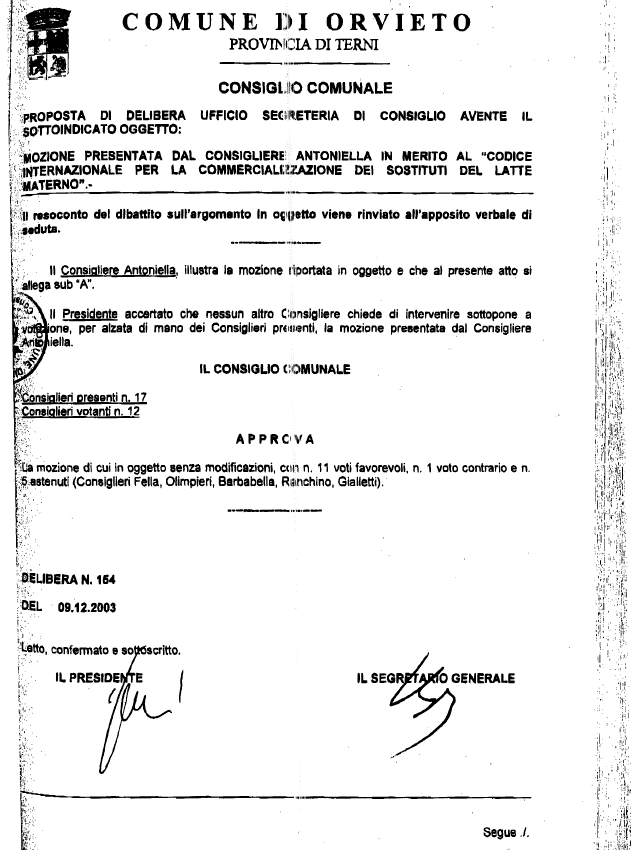 COMUNE DI ORVIETO
PROVINCIA DI TERNI
CONSIGLIO COMUNALE
PROPOSTA DI DELIBERA UFFICIO SEGRETERIA DI CONSIGLIO AVENTE IL
SOTTOINDICATO OGGETTO:
MOZIONE PRESENTATA DAL CONSIGLIERE ANTONIELLA IN MERITO AL "CODICE
INTERNAZIONALE PER LA COMMERCIALIZZAZIONE DEI SOSTITUTI DEL LATTE
MATERNO".-
Il resoconto del dibattito sull'argomento in oggetto viene rinviato all'apposito verbale di
seduta.
Il Consigliere Antoniella, illustra la mozione riportata in oggetto e che al presente atto si
allega sub "A".
Il Presidente accertato che nessun altro Consigliere chiede di intervenire sottopone a
votazione, per alzata di mano dei Consiglieri presenti, la mozione presentata dal Consigliere
Antoniella.
IL CONSIGLIO COMUNALE
Consiglieri presenti n. 17
Consiglieri votanti n. 12
APPROVA
La mozione di cui in oggetto senza modificazioni, con n. 11 voti favorevoli, n. 1 voto contrario e n.
5 astenuti (Consiglieri Fella, Olimpieri, Barbabella, Ranchino, Gialletti).
DELIBERA N. 154
DEL 09.12.2003
Letto, confermato e sottoscritto.
IL PRESIDENTE
IL SEGRETARIO GENERALE
Segue ./.